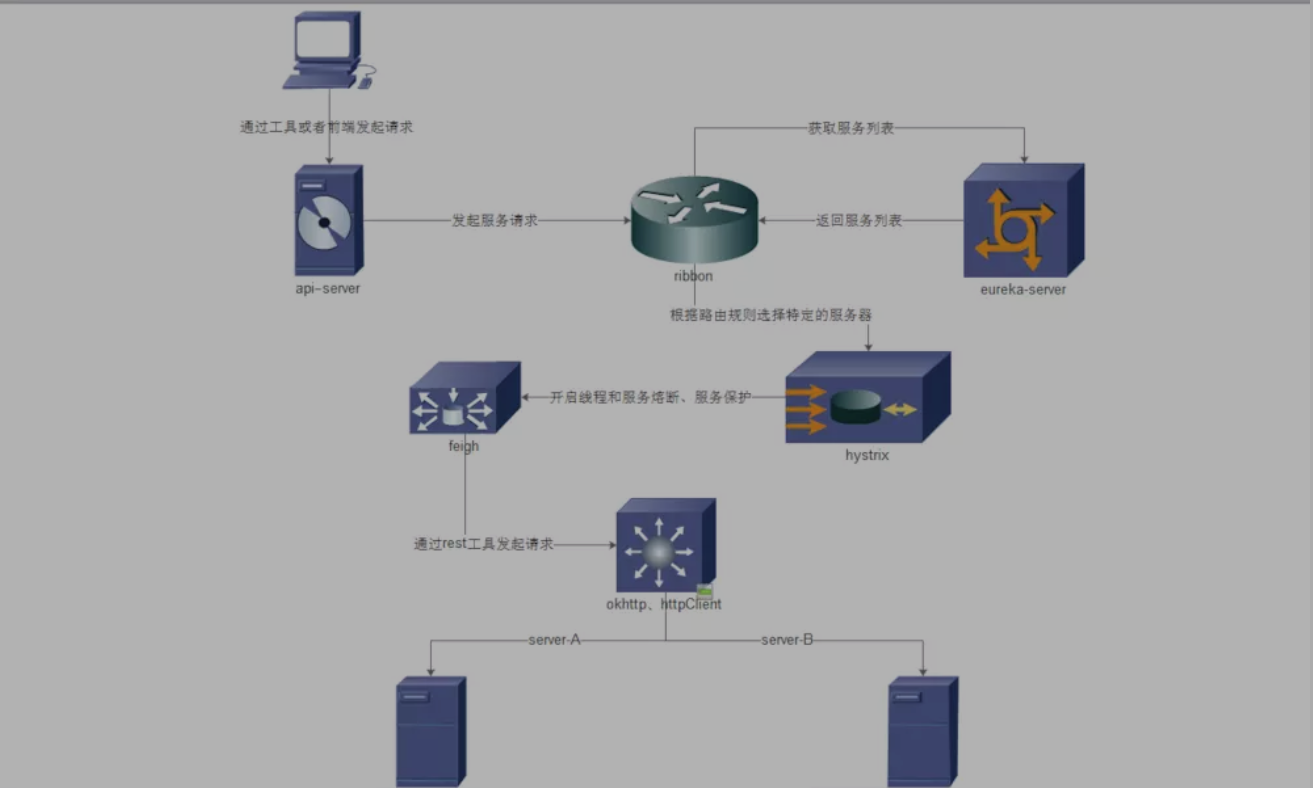 通过工具或者前端发起请求
获取服务列表
发起服务请求
返回服务列表
ribbon
api-server
eureka-server
根据路由规则选择特定的服务器
开启线程和服务熔断、服务保护
feigh
hystrix
通过rest工具发起请求
okhttp、httpClient
server-A
server-B